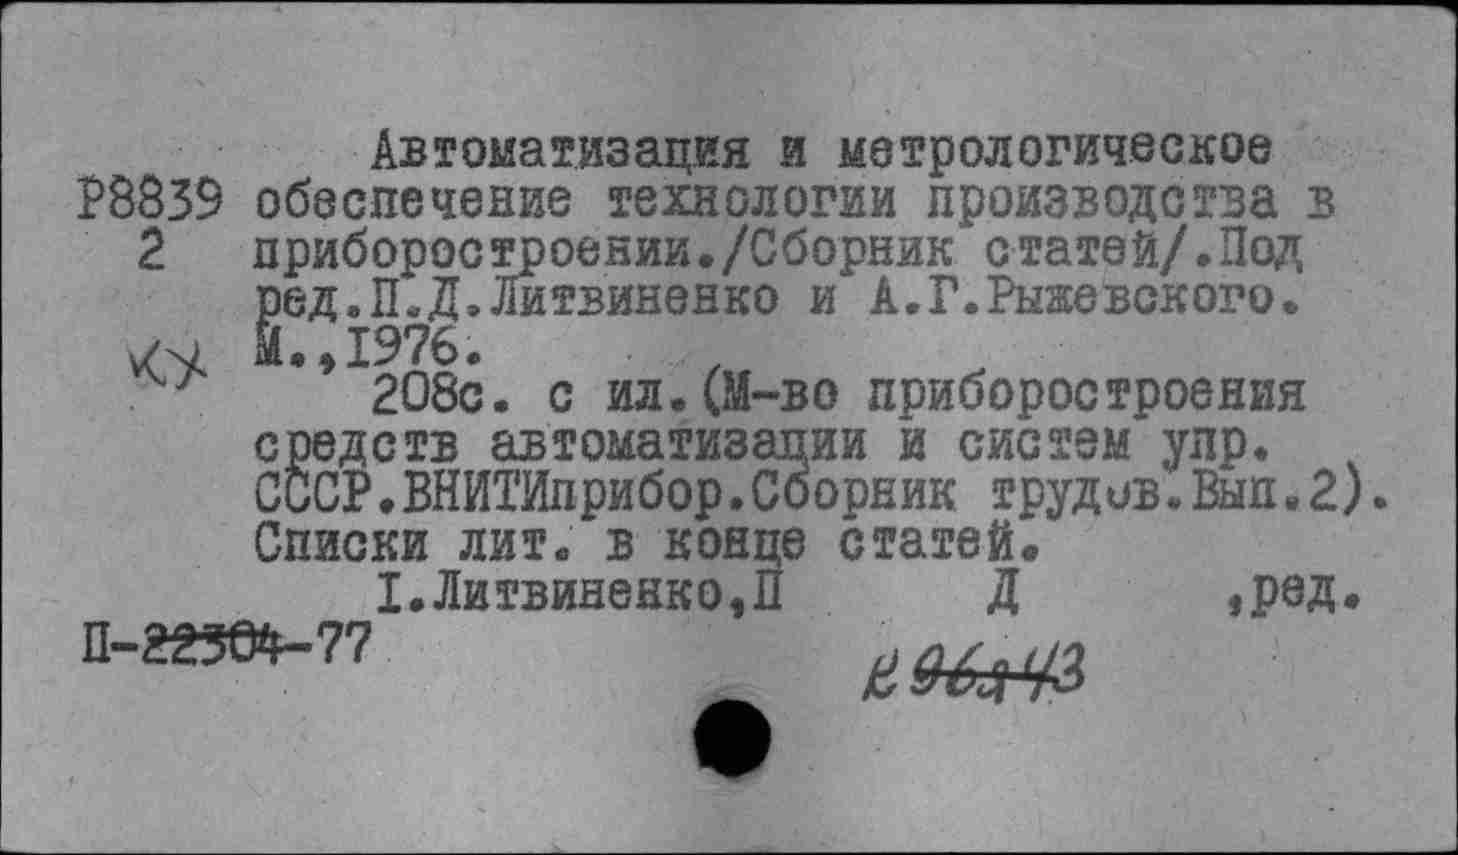 Автоматизация и метрологическое
Р8839 обеспечение технологии производства в
2 приборостроении./Сборник статей/.Под
ред.П.Д.Литвиненко и А.Г.Рыжевского.
М.,1976.
208с. с ил.(М-во приборостроения
средств автоматизации и систем упр.
СССР.ВНИТИприбор.Сборник трудов.Вып.2).
Списки лит. в конце статей.
I.Литвиненко,П Д ,ред.
П-22304-77